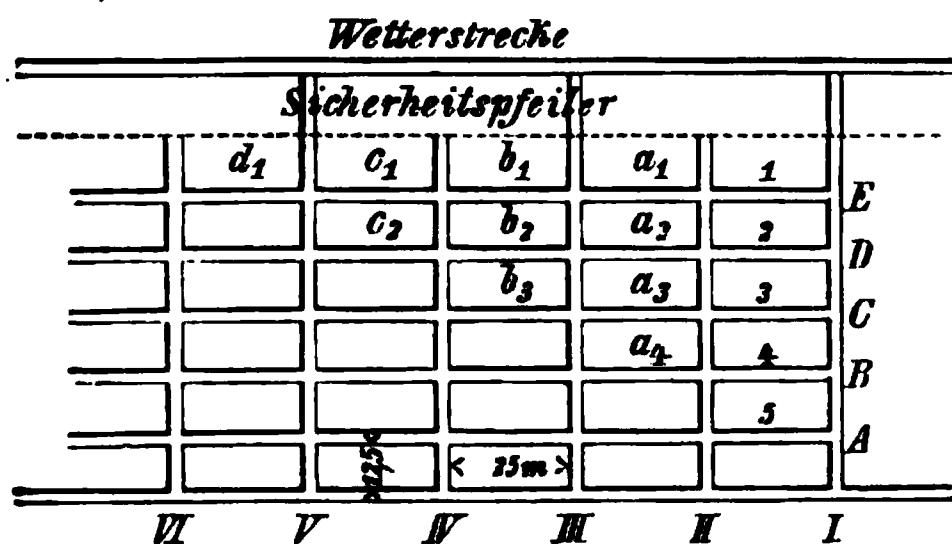 Wetterstrecke
Sicherheitspfeiler
d1 c1 b1 a1 1
E
c2 b2 a2 2
D
b3 a3 3
C
a4 4
B
5
A
12,5 25m
VI V IV III II I